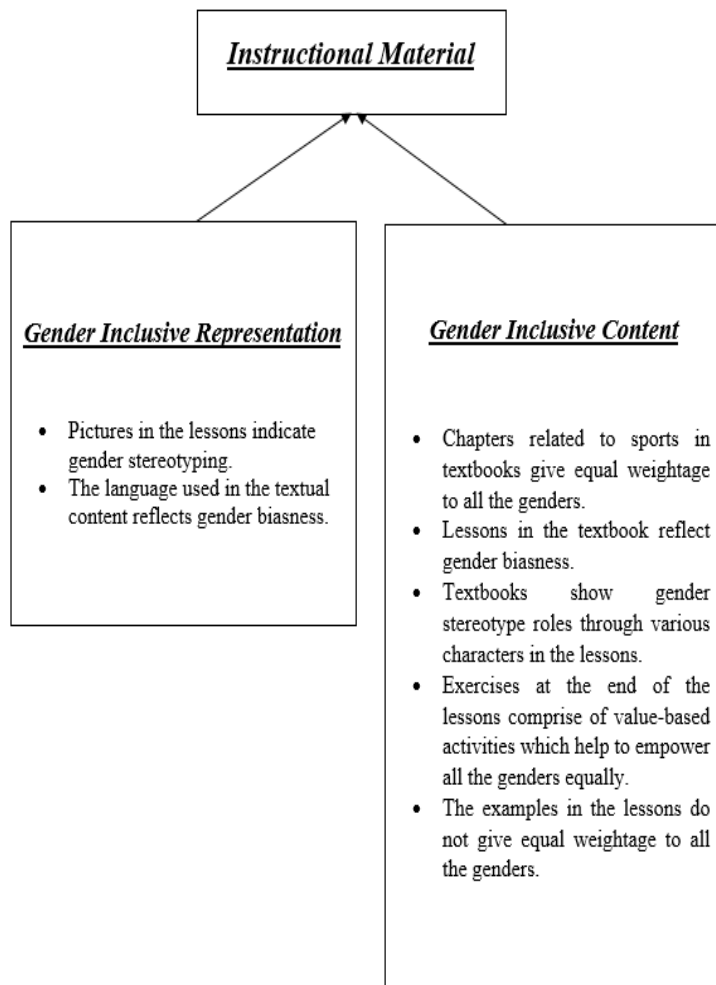 Instructional Material
Gender Inclusive Representation
• Pictures in the lessons indicate
gender stereotyping.
• The language used in the textual
content reflects gender biasness.
Gender Inclusive Content
• Chapters related to sports in
textbooks give equal weightage
to all the genders.
• Lessons in the textbook reflect
gender biasness.
• Textbooks show gender
stereotype roles through various
characters in the lessons.
• Exercises at the end of the
lessons comprise of value-based
activities which help to empower
all the genders equally.
• The examples in the lessons do
not give equal weightage to all
the genders.